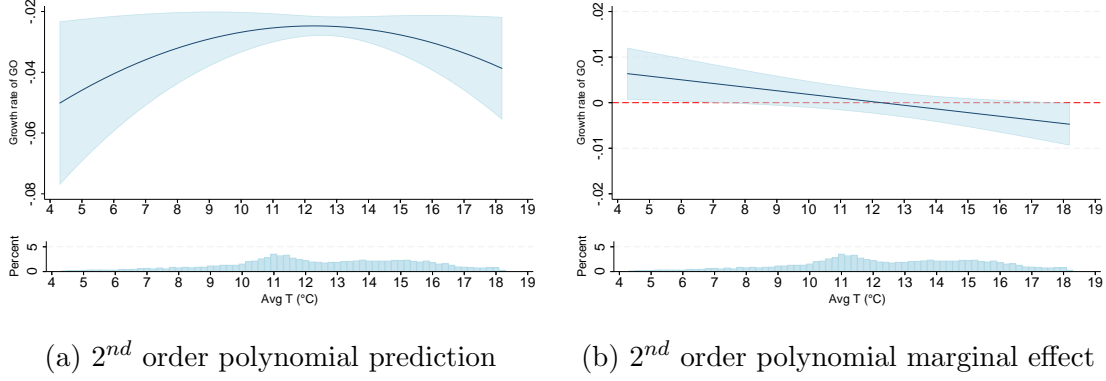 -.02
-.04
-.06
-.08
Growth rate of GO
4 5 6 7 8 9 10 11 12 13 14 15 16 17 18 19
5
0
Percent
4 5 6 7 8 9 10 11 12 13 14 15 16 17 18 19
Avg T (°C)
(a) 2nd order polynomial prediction
.02
.01
0
-.01
-.02
Growth rate of GO
4 5 6 7 8 9 10 11 12 13 14 15 16 17 18 19
5
0
Percent
4 5 6 7 8 9 10 11 12 13 14 15 16 17 18 19
Avg T (°C)
(b) 2nd order polynomial marginal effect